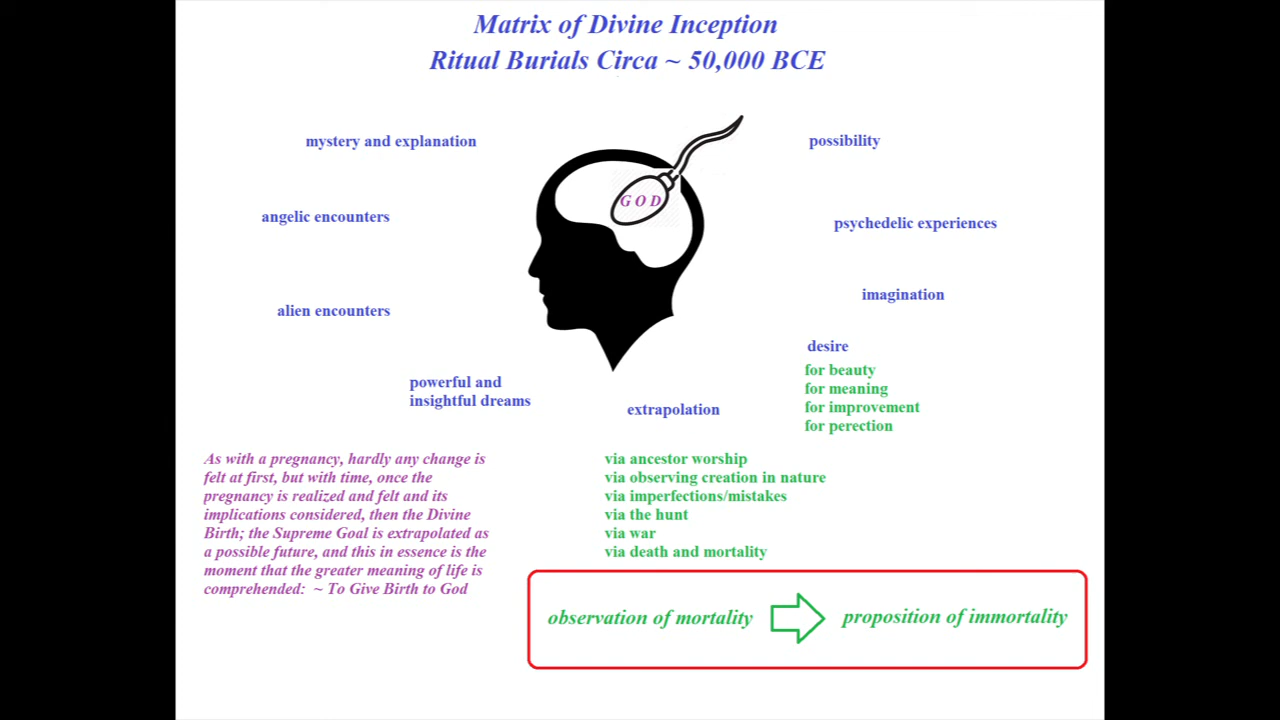 Matrix of Divine Inception
Ritual Burials Circa ~ 50,000 BCE
mystery and explanation
possibility
G O D
angelic encounters
psychedelic experiences
imagination
alien encounters
desire
for beauty
for meaning
for improvement
for perection
powerful and
insightful dreams
extrapolation
via ancestor worship
via observing creation in nature
via imperfections/mistakes
via the hunt
via war
via death and mortality
As with a pregnancy, hardly any change is
felt at first, but with time, once the
pregnancy is realized and felt and its
implications considered, then the Divine
Birth; the Supreme Goal is extrapolated as
a possible future, and this in essence is the
moment that the greater meaning of life is
comprehended:  ~ To Give Birth to God
observation of mortality
proposition of immortality